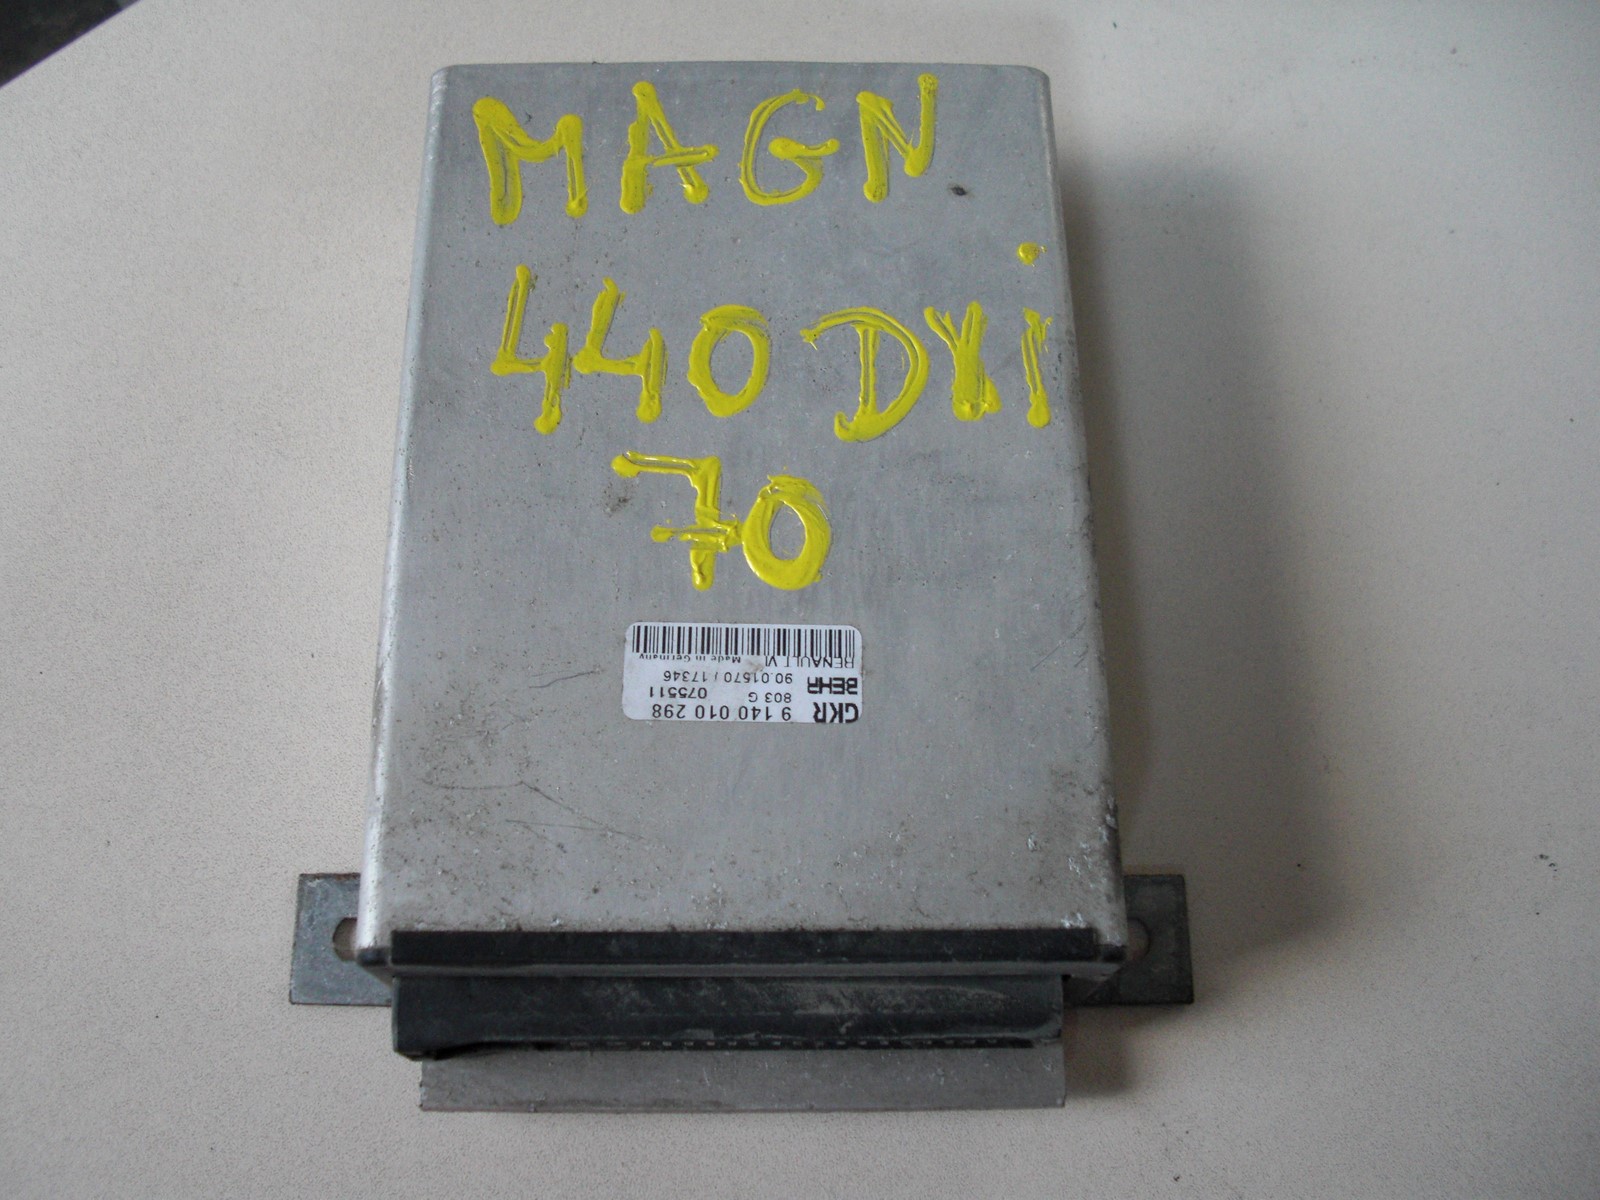 MAGN
440 DXi
70
GKR 9 140 010 298
803 G 075511
BEHR 90.01570 / 17346
RENAULT VI Made in Germany